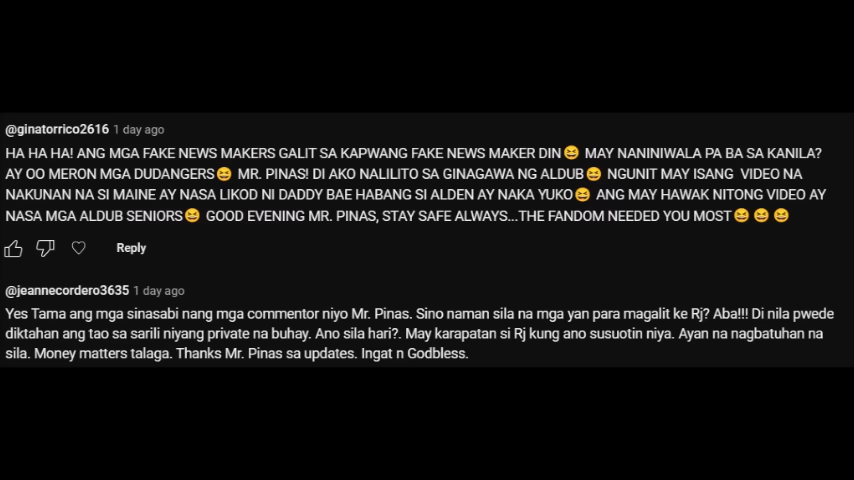 @ginatorrico2616 1 day ago
HA HA HA! ANG MGA FAKE NEWS MAKERS GALIT SA KAPWANG FAKE NEWS MAKER DIN😆 MAY NANINIWALA PA BA SA KANILA?
AY OO MERON MGA DUDANGERS😆 MR. PINAS! DI AKO NALILITO SA GINAGAWA NG ALDUB😆 NGUNIT MAY ISANG VIDEO NA
NAKUNAN NA SI MAINE AY NASA LIKOD NI DADDY BAE HABANG SI ALDEN AY NAKA YUKO😆 ANG MAY HAWAK NITONG VIDEO AY
NASA MGA ALDUB SENIORS😆 GOOD EVENING MR. PINAS, STAY SAFE ALWAYS...THE FANDOM NEEDED YOU MOST😆😆😆
Reply
@jeannecordero3635 1 day ago
Yes Tama ang mga sinasabi nang mga commentor niyo Mr. Pinas. Sino naman sila na mga yan para magalit ke Rj? Aba!!! Di nila pwede
diktahan ang tao sa sarili niyang private na buhay. Ano sila hari?. May karapatan si Rj kung ano susuotin niya. Ayan na nagbatuhan na
sila. Money matters talaga. Thanks Mr. Pinas sa updates. Ingat n Godbless.